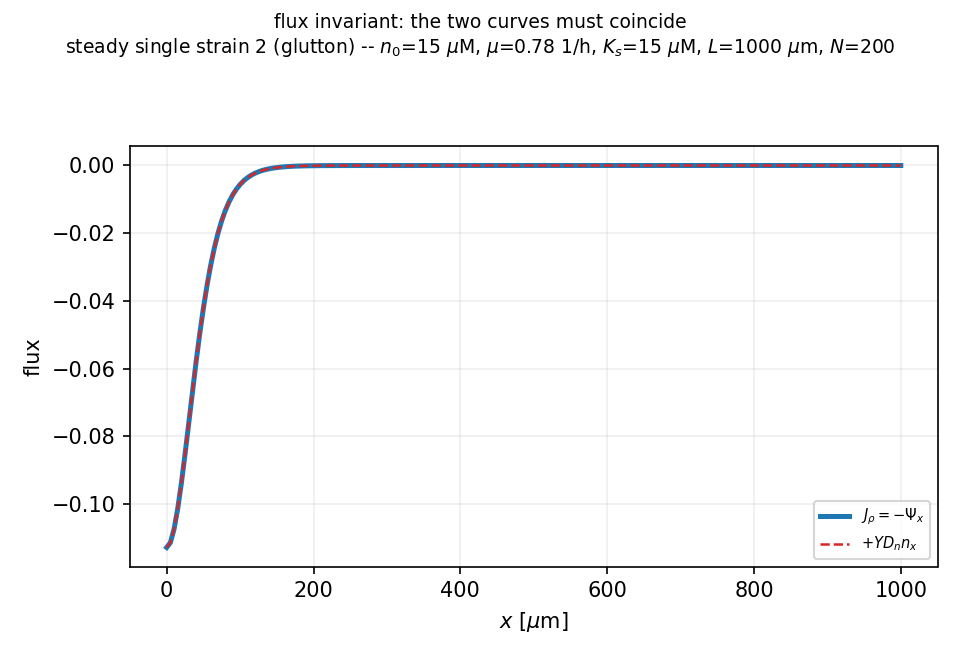 flux invariant: the two curves must coincide
steady single strain 2 (glutton) -- n₀=15 μM, μ=0.78 1/h, Kₛ=15 μM, L=1000 μm, N=200
0.00
−0.02
−0.04
−0.06
−0.08
−0.10
flux
0 200 400 600 800 1000
x [μm]
J_ρ = −Ψₓ
+YD_n nₓ